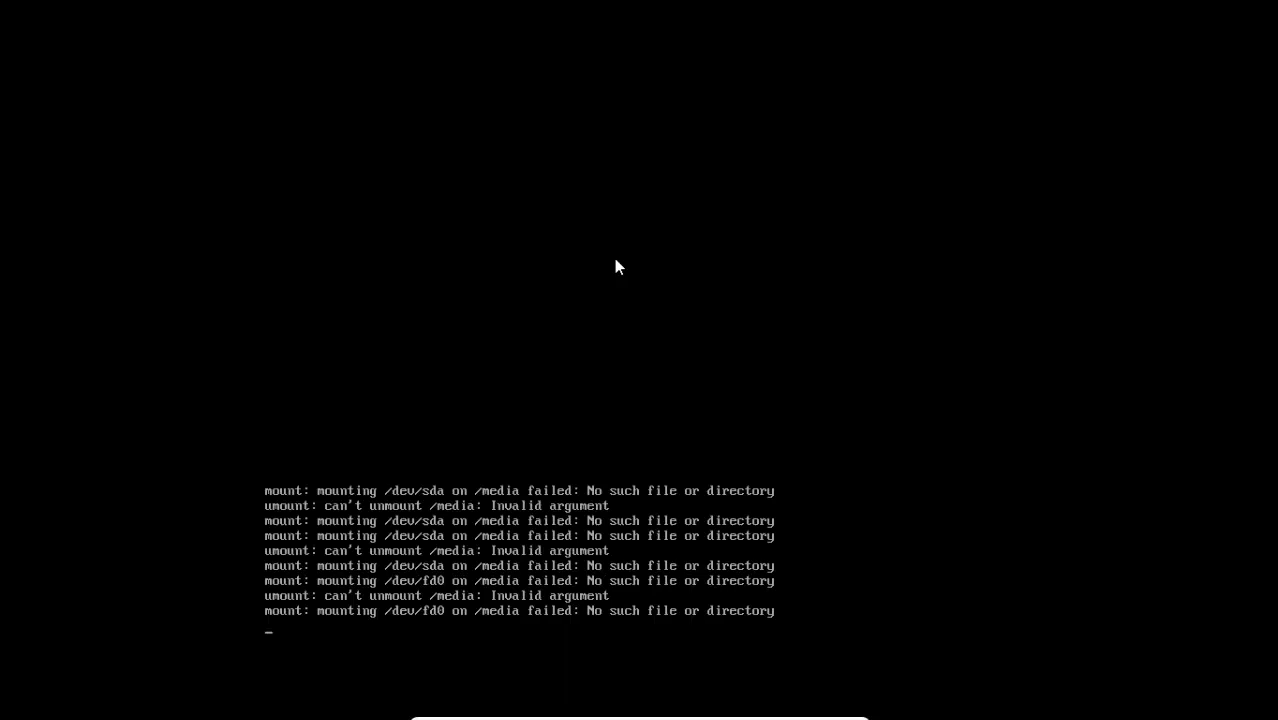 mount: mounting /dev/sda on /media failed: No such file or directory
umount: can't unmount /media: Invalid argument
mount: mounting /dev/sda on /media failed: No such file or directory
mount: mounting /dev/sda on /media failed: No such file or directory
umount: can't unmount /media: Invalid argument
mount: mounting /dev/sda on /media failed: No such file or directory
mount: mounting /dev/fd0 on /media failed: No such file or directory
umount: can't unmount /media: Invalid argument
mount: mounting /dev/fd0 on /media failed: No such file or directory
_